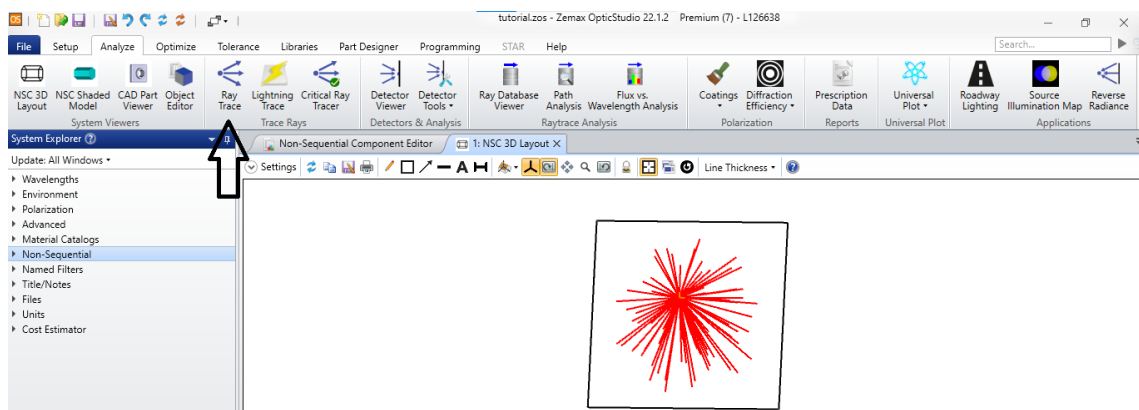 OS
tutorial.zos - Zemax OpticStudio 22.1.2 Premium (7) - L126638
File Setup Analyze Optimize Tolerance Libraries Part Designer Programming STAR Help Search...
NSC 3D Layout NSC Shaded Model CAD Part Viewer Object Editor Ray Trace Lightning Trace Critical Ray Tracer Detector Viewer Detector Tools Ray Database Viewer Path Analysis Flux vs. Wavelength Analysis Coatings Diffraction Efficiency Prescription Data Universal Plot Roadway Lighting Source Illumination Map Reverse Radiance
System Viewers Trace Rays Detectors & Analysis Raytrace Analysis Polarization Reports Universal Plot Applications
System Explorer ?
Non-Sequential Component Editor 1: NSC 3D Layout X
Update: All Windows
Settings A H Line Thickness ?
Wavelengths
Environment
Polarization
Advanced
Material Catalogs
Non-Sequential
Named Filters
Title/Notes
Files
Units
Cost Estimator